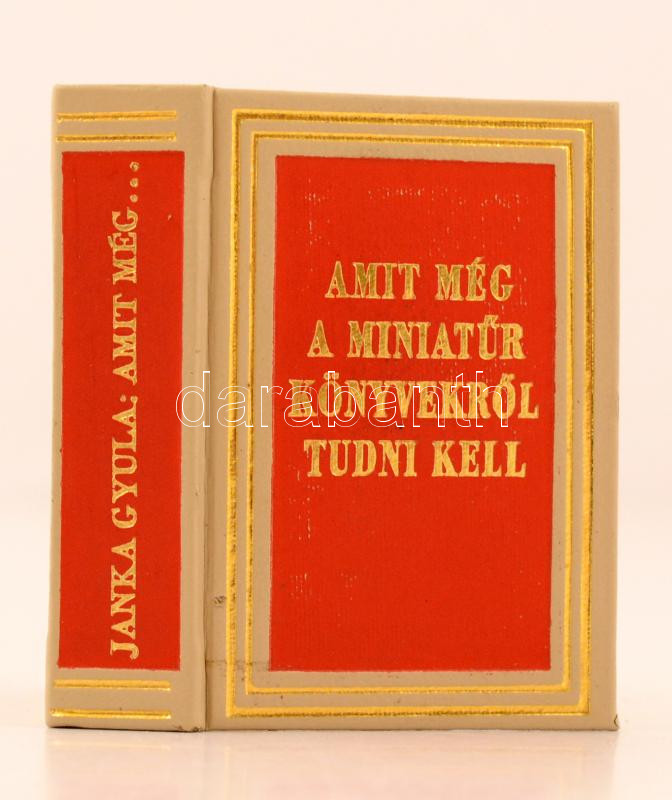 JANKA GYULA: AMIT MÉG...
AMIT MÉG
A MINIATŰR
KÖNYVEKRŐL
TUDNI KELL
darabanth